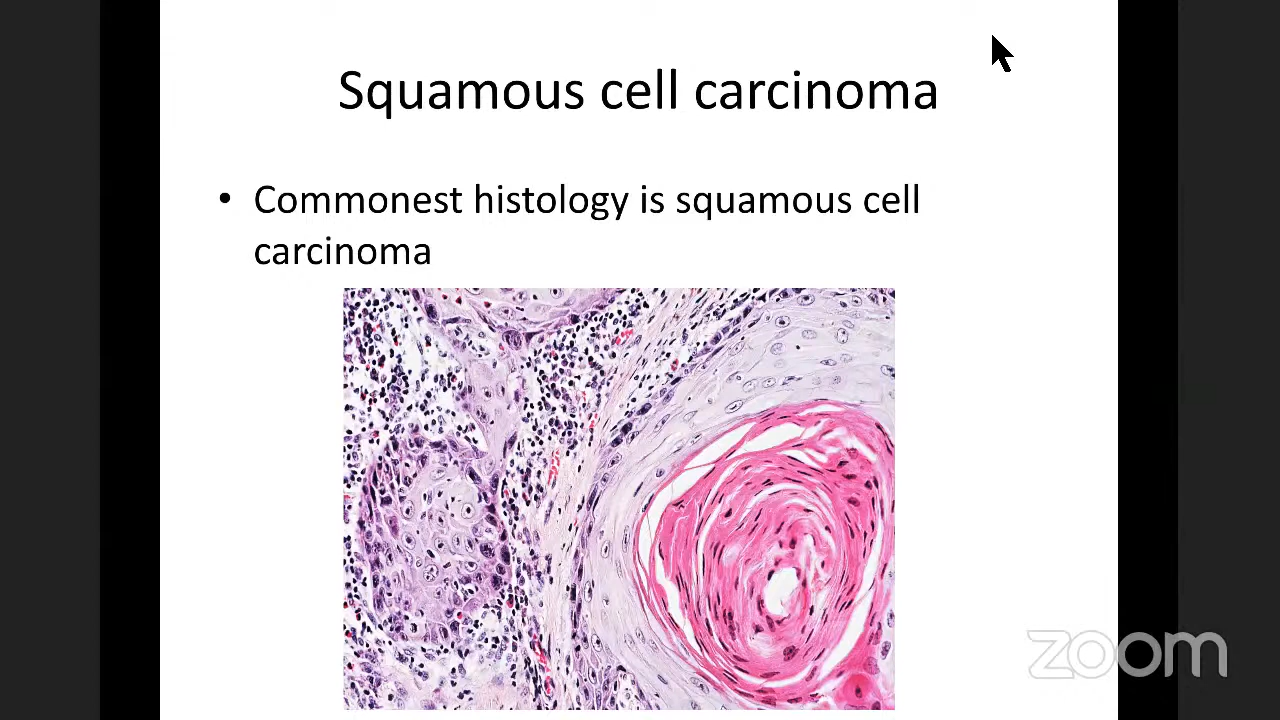 Squamous cell carcinoma
• Commonest histology is squamous cell
carcinoma
zoom